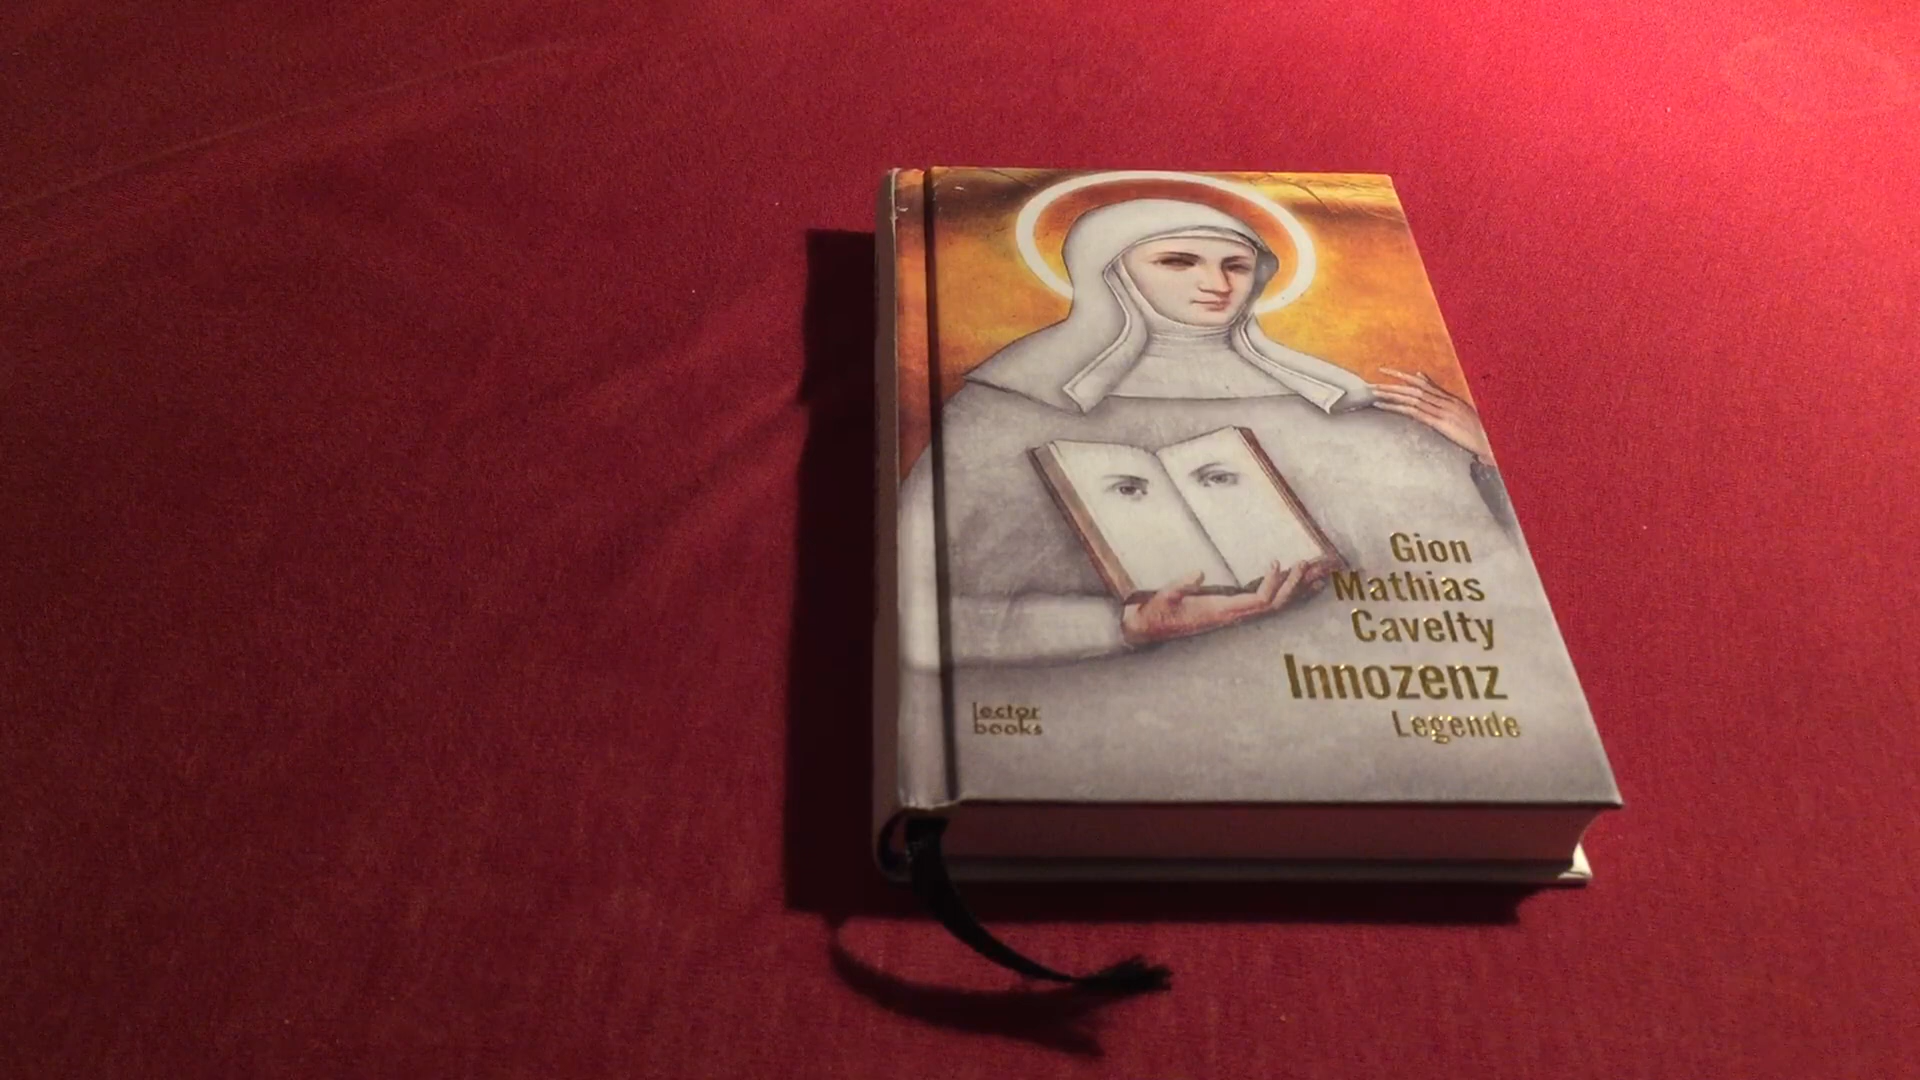 Gion
Mathias
Cavelty
Innozenz
Legende
lector
books